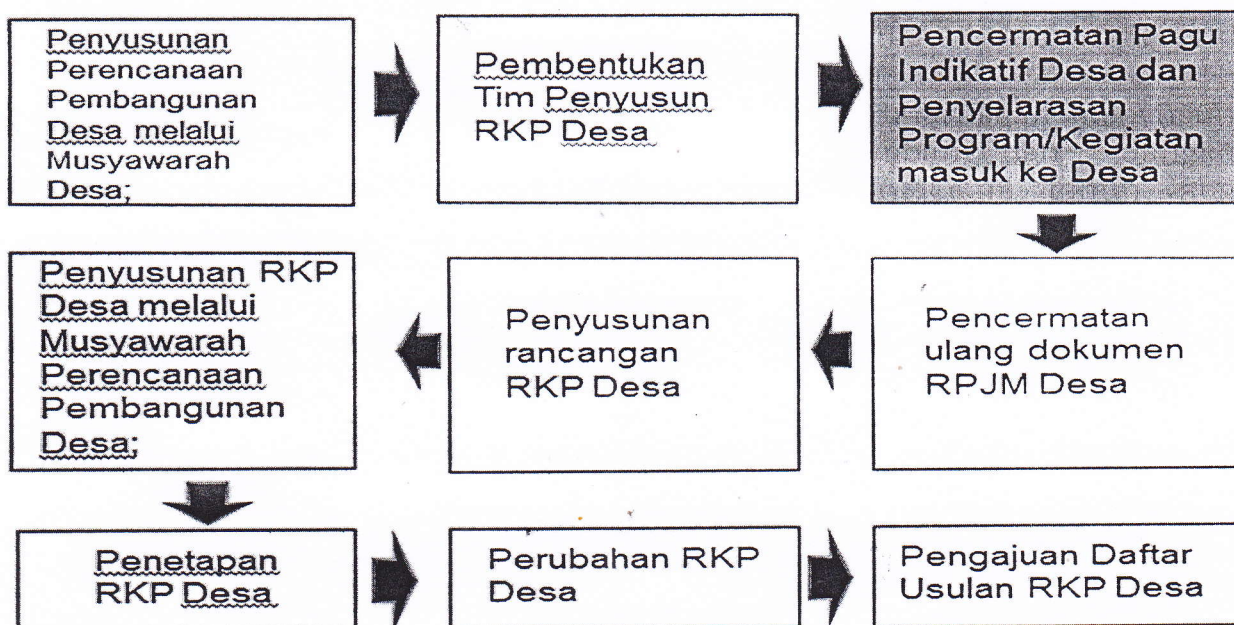 Penyusunan
Perencanaan
Pembangunan
Desa melalui
Musyawarah
Desa;
Pembentukan
Tim Penyusun
RKP Desa
Pencermatan Pagu
Indikatif Desa dan
Penyelarasan
Program/Kegiatan
masuk ke Desa
Pencermatan
ulang dokumen
RPJM Desa
Penyusunan
rancangan
RKP Desa
Penyusunan RKP
Desa melalui
Musyawarah
Perencanaan
Pembangunan
Desa;
Penetapan
RKP Desa
Perubahan RKP
Desa
Pengajuan Daftar
Usulan RKP Desa